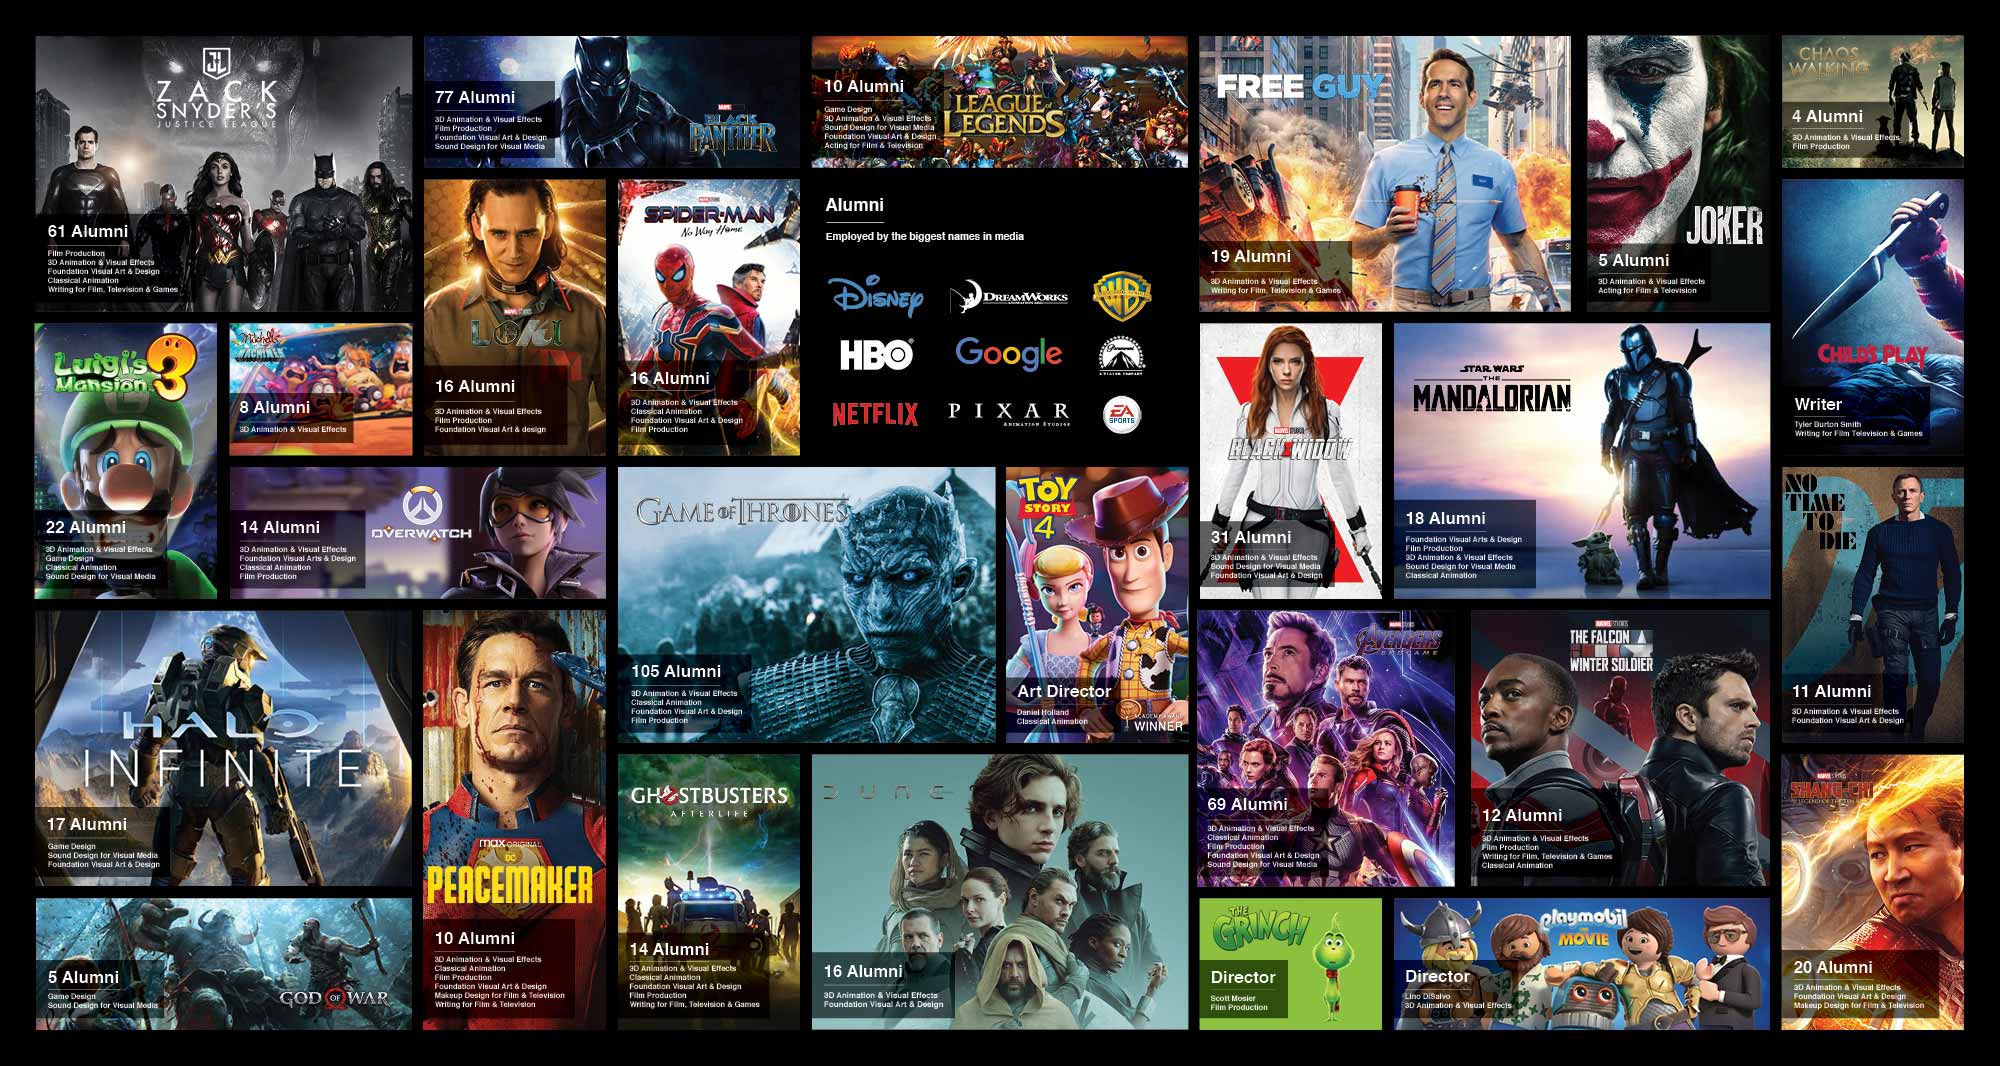 JL
ZACK
SNYDER'S
JUSTICE LEAGUE
61 Alumni
Film Production
3D Animation & Visual Effects
Foundation Visual Art & Design
Classical Animation
Writing for Film, Television & Games
77 Alumni
3D Animation & Visual Effects
Film Production
Foundation Visual Art & Design
Sound Design for Visual Media
MARVEL
BLACK
PANTHER
10 Alumni
Game Design
3D Animation & Visual Effects
Sound Design for Visual Media
Foundation Visual Art & Design
Acting for Film & Television
LEAGUE of
LEGENDS
FREE GUY
19 Alumni
3D Animation & Visual Effects
Writing for Film, Television & Games
JOKER
5 Alumni
3D Animation & Visual Effects
Acting for Film & Television
CHAOS
WALKING
4 Alumni
3D Animation & Visual Effects
Film Production
MARVEL STUDIOS
LOKI
16 Alumni
3D Animation & Visual Effects
Film Production
Foundation Visual Art & design
SPIDER-MAN
No Way Home
16 Alumni
3D Animation & Visual Effects
Classical Animation
Foundation Visual Art & Design
Film Production
Alumni
Employed by the biggest names in media
DISNEY
DREAMWORKS
WB
HBO
Google
Paramount
A VIACOM COMPANY
NETFLIX
PIXAR
ANIMATION STUDIOS
EA
SPORTS
CHILD'S PLAY
Writer
Tyler Burton Smith
Writing for Film Television & Games
Luigi's
Mansion 3
22 Alumni
3D Animation & Visual Effects
Game Design
Classical Animation
Sound Design for Visual Media
Mitchells
MACHINES
8 Alumni
3D Animation & Visual Effects
MARVEL STUDIOS
BLACK WIDOW
31 Alumni
3D Animation & Visual Effects
Sound Design for Visual Media
Foundation Visual Art & Design
STAR WARS
THE
MANDALORIAN
18 Alumni
Foundation Visual Arts & Design
Film Production
3D Animation & Visual Effects
Sound Design for Visual Media
Classical Animation
14 Alumni
3D Animation & Visual Effects
Foundation Visual Arts & Design
Classical Animation
Film Production
OVERWATCH
GAME OF THRONES
105 Alumni
3D Animation & Visual Effects
Classical Animation
Foundation Visual Art & Design
Film Production
TOY
STORY
4
Art Director
Daniel Holland
Classical Animation
ACADEMY AWARD
WINNER
NO
TIME
TO
DIE
11 Alumni
3D Animation & Visual Effects
Foundation Visual Art & Design
HALO
INFINITE
17 Alumni
Game Design
Sound Design for Visual Media
Foundation Visual Art & Design
max ORIGINAL
DC
PEACEMAKER
10 Alumni
3D Animation & Visual Effects
Classical Animation
Film Production
Foundation Visual Art & Design
Makeup Design for Film & Television
Writing for Film & Television
GHOSTBUSTERS
AFTERLIFE
14 Alumni
3D Animation & Visual Effects
Classical Animation
Foundation Visual Art & Design
Film Production
Writing for Film, Television & Games
DUNE
16 Alumni
3D Animation & Visual Effects
Foundation Visual Art & Design
MARVEL STUDIOS
AVENGERS
ENDGAME
69 Alumni
3D Animation & Visual Effects
Classical Animation
Film Production
Foundation Visual Art & Design
Sound Design for Visual Media
MARVEL STUDIOS
THE FALCON
WINTER SOLDIER
12 Alumni
3D Animation & Visual Effects
Film Production
Writing for Film, Television & Games
Classical Animation
5 Alumni
Game Design
Sound Design for Visual Media
GOD OF WAR
THE
GRINCH
Director
Scott Mosier
Film Production
playmobil
THE MOVIE
Director
Lino DiSalvo
3D Animation & Visual Effects
MARVEL STUDIOS
SHANG-CHI
20 Alumni
3D Animation & Visual Effects
Foundation Visual Art & Design
Makeup Design for Film & Television